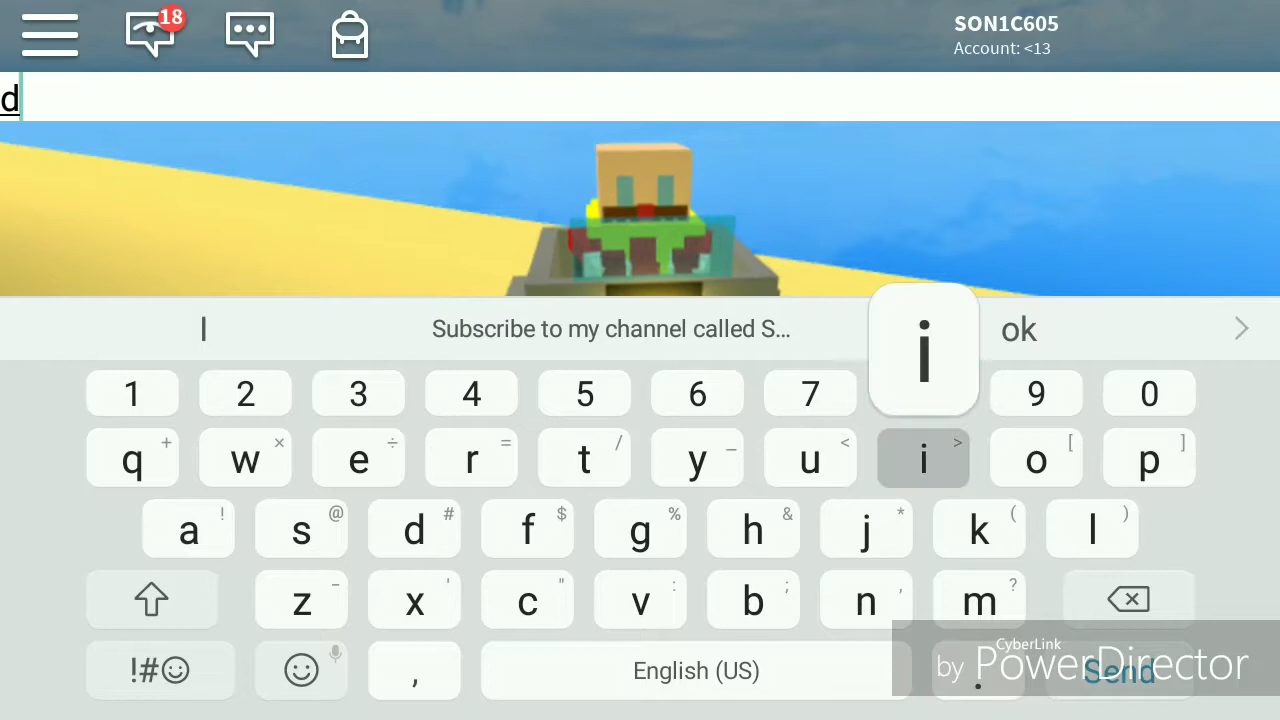 18
SON1C605
Account: <13
d
l Subscribe to my channel called S... ok
i
1 2 3 4 5 6 7 9 0
q + w × e ÷ r = t / y _ u < i > o [ p ]
a ! s @ d # f $ g % h & j * k ( l )
z - x ' c " v : b ; n , m ?
!#☺ , English (US) . Send
CyberLink
by PowerDirector